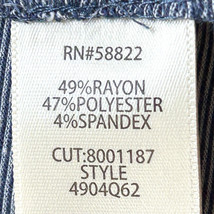 RN#58822
49%RAYON
47%POLYESTER
4%SPANDEX
CUT:8001187
STYLE
4904Q62